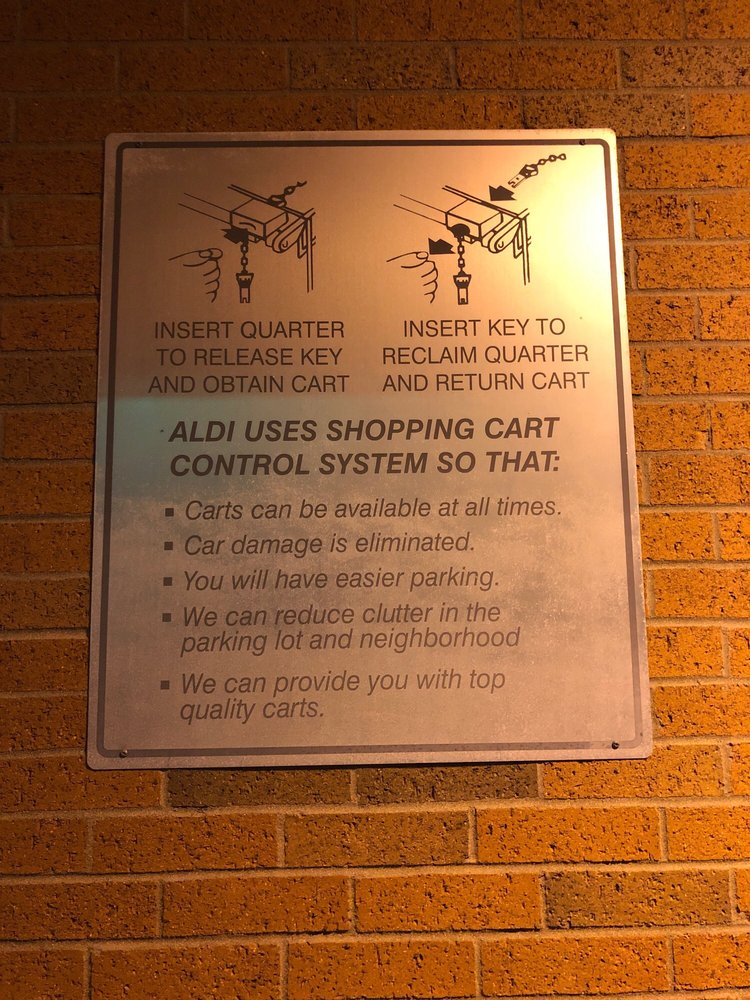 INSERT QUARTER
TO RELEASE KEY
AND OBTAIN CART
INSERT KEY TO
RECLAIM QUARTER
AND RETURN CART
ALDI USES SHOPPING CART
CONTROL SYSTEM SO THAT:
▪ Carts can be available at all times.
▪ Car damage is eliminated.
▪ You will have easier parking.
▪ We can reduce clutter in the
parking lot and neighborhood
▪ We can provide you with top
quality carts.